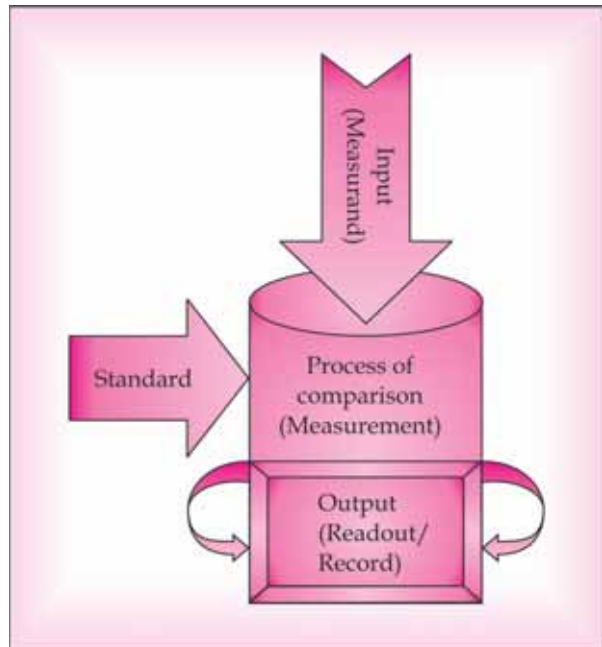 Input
(Measurand)
Standard
Process of
comparison
(Measurement)
Output
(Readout/
Record)